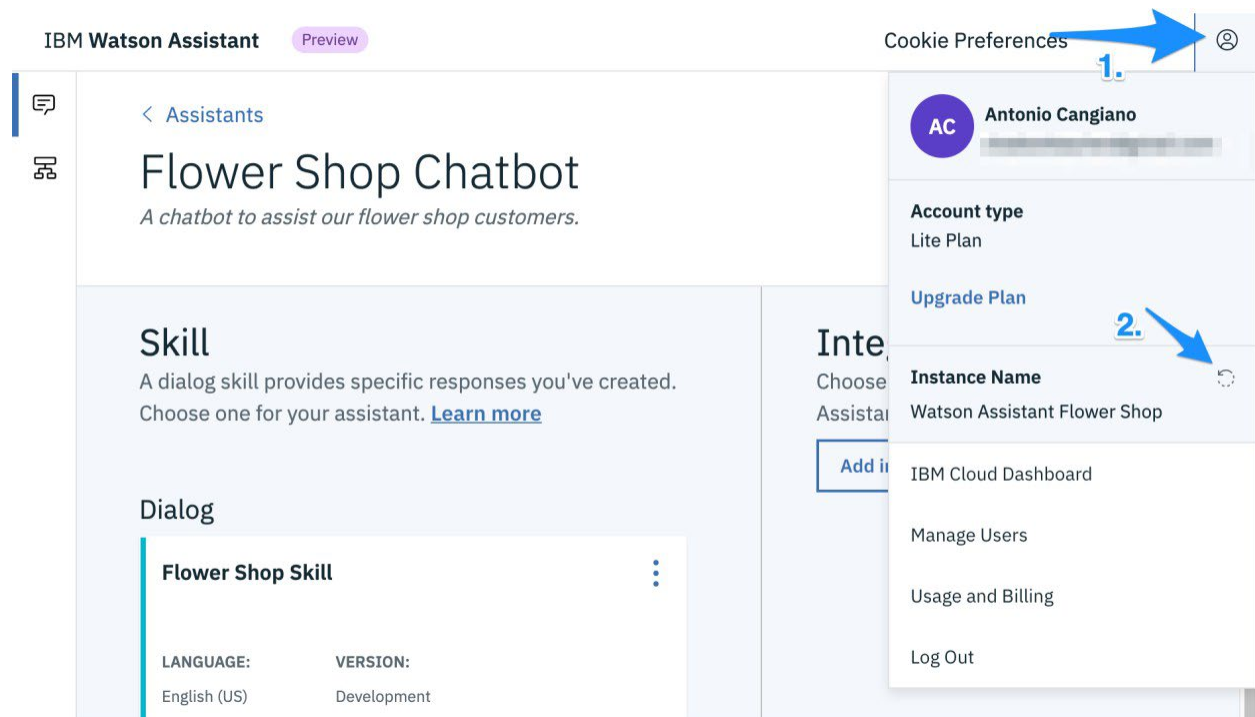 IBM Watson Assistant
Preview
Cookie Preferences
1.
Assistants
Flower Shop Chatbot
A chatbot to assist our flower shop customers.
AC
Antonio Cangiano
Account type
Lite Plan
Upgrade Plan
2.
Instance Name
Watson Assistant Flower Shop
IBM Cloud Dashboard
Manage Users
Usage and Billing
Log Out
Skill
A dialog skill provides specific responses you've created.
Choose one for your assistant. Learn more
Dialog
Flower Shop Skill
LANGUAGE: VERSION:
English (US) Development
Choose
Add